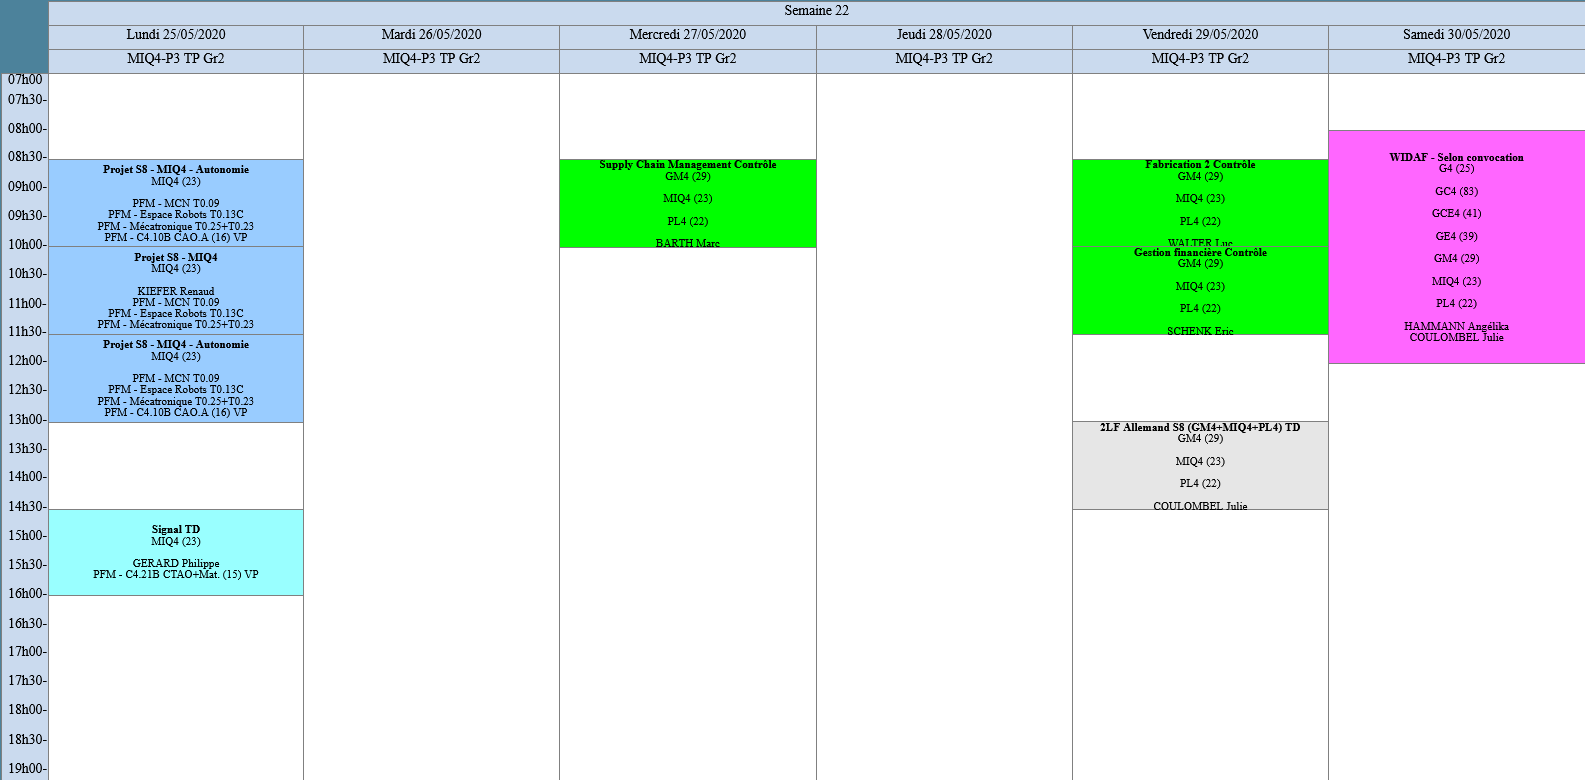 Semaine 22
Lundi 25/05/2020
Mardi 26/05/2020
Mercredi 27/05/2020
Jeudi 28/05/2020
Vendredi 29/05/2020
Samedi 30/05/2020
MIQ4-P3 TP Gr2
MIQ4-P3 TP Gr2
MIQ4-P3 TP Gr2
MIQ4-P3 TP Gr2
MIQ4-P3 TP Gr2
MIQ4-P3 TP Gr2
07h00
07h30-
08h00-
08h30-
09h00-
09h30-
10h00-
10h30-
11h00-
11h30-
12h00-
12h30-
13h00-
13h30-
14h00-
14h30-
15h00-
15h30-
16h00-
16h30-
17h00-
17h30-
18h00-
18h30-
19h00-
Projet S8 - MIQ4 - Autonomie
MIQ4 (23)
PFM - MCN T0.09
PFM - Espace Robots T0.13C
PFM - Mécatronique T0.25+T0.23
PFM - C4.10B CAO.A (16) VP
Projet S8 - MIQ4
MIQ4 (23)
KIEFER Renaud
PFM - MCN T0.09
PFM - Espace Robots T0.13C
PFM - Mécatronique T0.25+T0.23
Projet S8 - MIQ4 - Autonomie
MIQ4 (23)
PFM - MCN T0.09
PFM - Espace Robots T0.13C
PFM - Mécatronique T0.25+T0.23
PFM - C4.10B CAO.A (16) VP
Signal TD
MIQ4 (23)
GERARD Philippe
PFM - C4.21B CTAO+Mat. (15) VP
Supply Chain Management Contrôle
GM4 (29)
MIQ4 (23)
PL4 (22)
BARTH Marc
Fabrication 2 Contrôle
GM4 (29)
MIQ4 (23)
PL4 (22)
WALTER Luc
Gestion financière Contrôle
GM4 (29)
MIQ4 (23)
PL4 (22)
SCHENK Eric
2LF Allemand S8 (GM4+MIQ4+PL4) TD
GM4 (29)
MIQ4 (23)
PL4 (22)
COULOMBEL Julie
WIDAF - Selon convocation
G4 (25)
GC4 (83)
GCE4 (41)
GE4 (39)
GM4 (29)
MIQ4 (23)
PL4 (22)
HAMMANN Angélika
COULOMBEL Julie